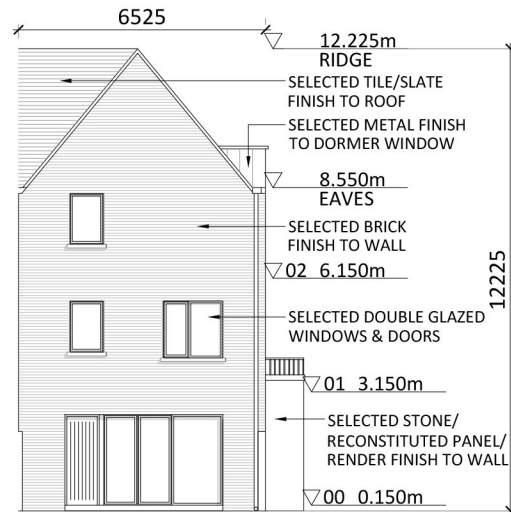 6525
12.225m
RIDGE
SELECTED TILE/SLATE
FINISH TO ROOF
SELECTED METAL FINISH
TO DORMER WINDOW
8.550m
EAVES
SELECTED BRICK
FINISH TO WALL
02 6.150m
12225
SELECTED DOUBLE GLAZED
WINDOWS & DOORS
01 3.150m
SELECTED STONE/
RECONSTITUTED PANEL/
RENDER FINISH TO WALL
00 0.150m